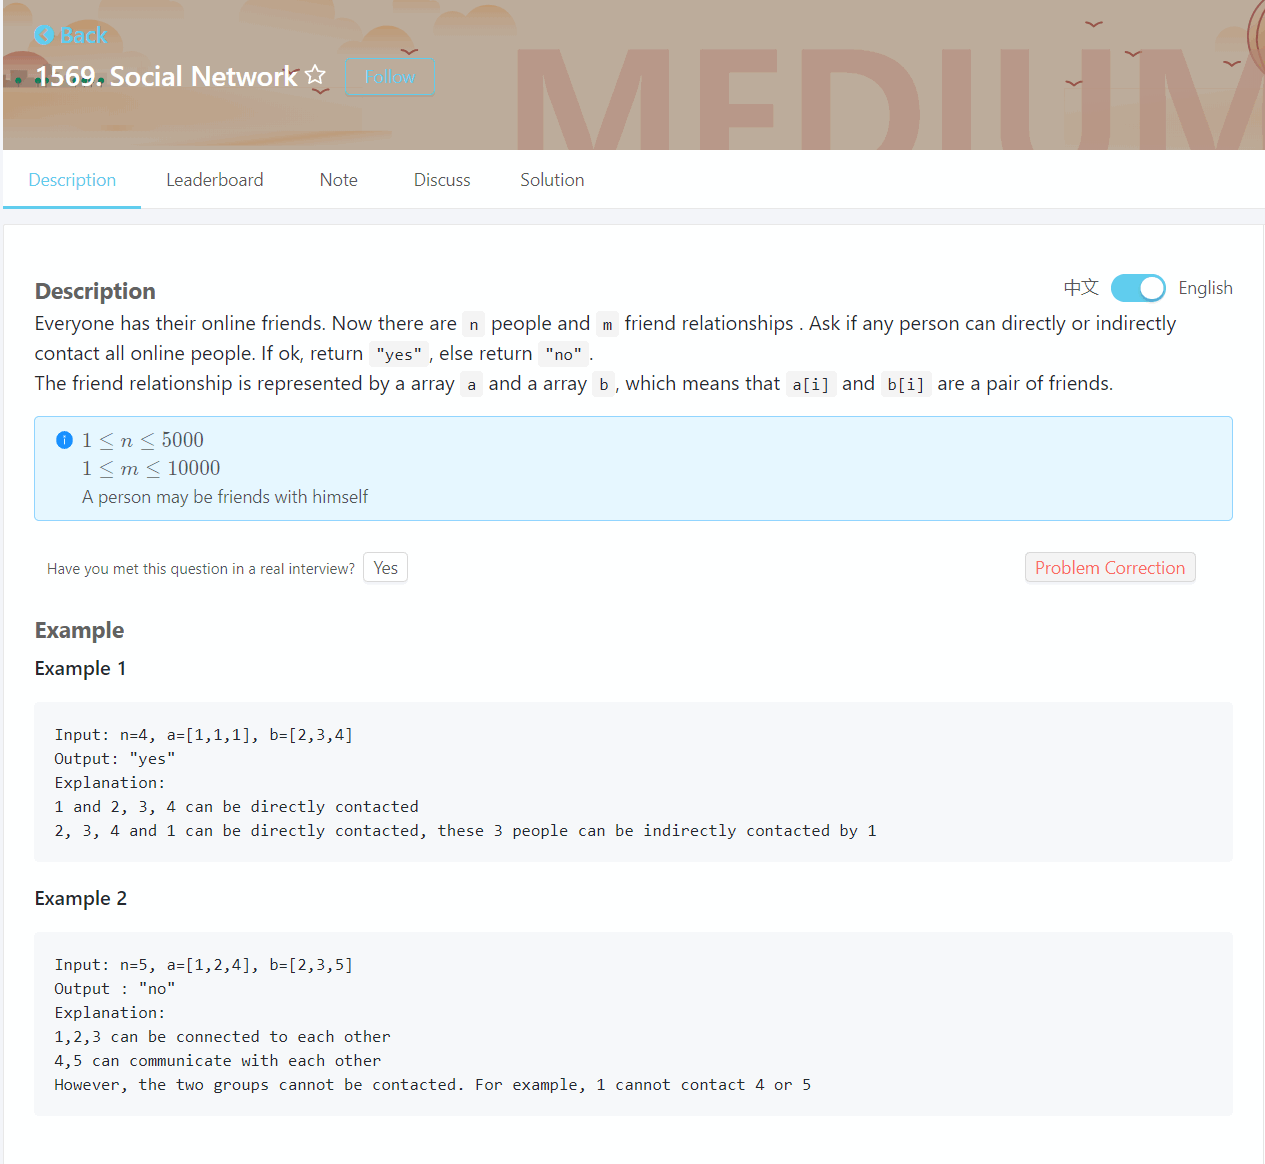 Back
1569. Social Network
Follow
MEDIUM
Description
Leaderboard
Note
Discuss
Solution
Description
中文
English
Everyone has their online friends. Now there are n people and m friend relationships . Ask if any person can directly or indirectly
contact all online people. If ok, return "yes" , else return "no" .
The friend relationship is represented by a array a and a array b , which means that a[i] and b[i] are a pair of friends.
1 ≤ n ≤ 5000
1 ≤ m ≤ 10000
A person may be friends with himself
Have you met this question in a real interview?
Yes
Problem Correction
Example
Example 1
Input: n=4, a=[1,1,1], b=[2,3,4]
Output: "yes"
Explanation:
1 and 2, 3, 4 can be directly contacted
2, 3, 4 and 1 can be directly contacted, these 3 people can be indirectly contacted by 1
Example 2
Input: n=5, a=[1,2,4], b=[2,3,5]
Output : "no"
Explanation:
1,2,3 can be connected to each other
4,5 can communicate with each other
However, the two groups cannot be contacted. For example, 1 cannot contact 4 or 5